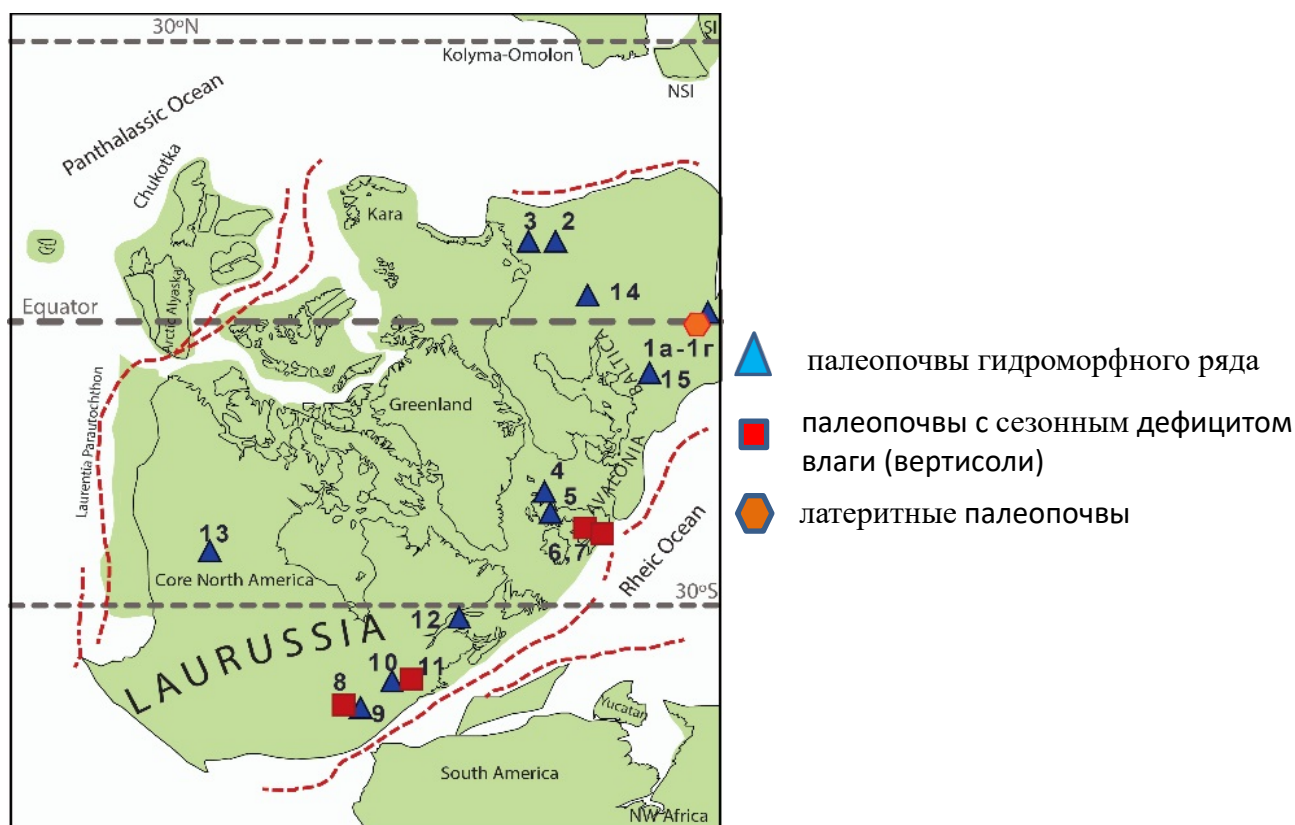 30ºN
SI
Kolyma-Omolon
NSI
Panthalassic Ocean
Chukotka
Kara
3 2
Arctic Alyaska
14
Equator
1а-1г
BALTICA
15
Greenland
Laurentia Parautochthon
4
5
AVALONIA
6, 7
13
Core North America
Rheic Ocean
30ºS
12
LAURUSSIA
10
11
8
9
Yucatan
South America
NW Africa
палеопочвы гидроморфного ряда
палеопочвы с сезонным дефицитом
влаги (вертисоли)
латеритные палеопочвы